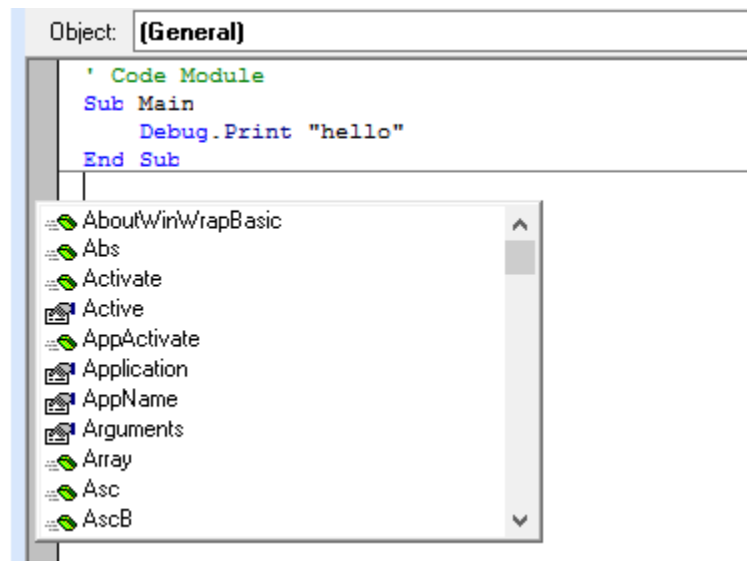 Object: (General)
' Code Module
Sub Main
Debug.Print "hello"
End Sub
AboutWinWrapBasic
Abs
Activate
Active
AppActivate
Application
AppName
Arguments
Array
Asc
AscB